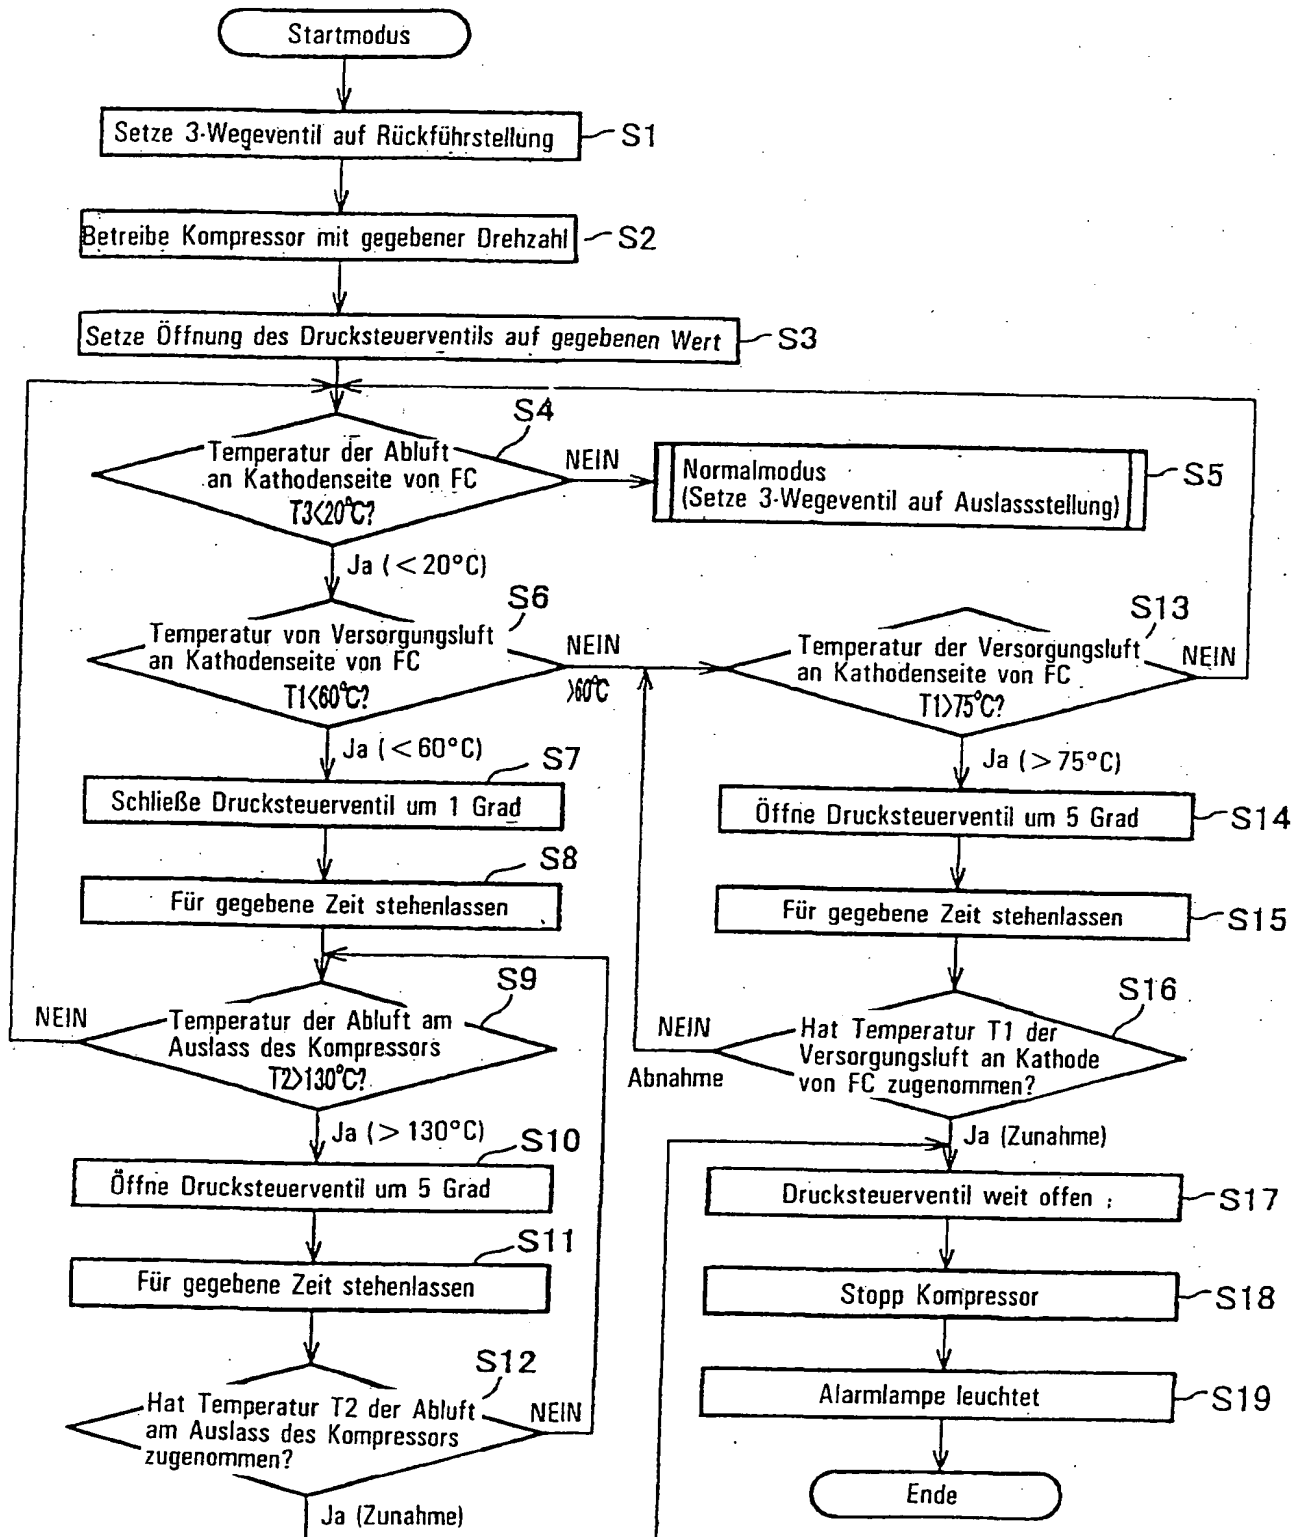 Startmodus
Setze 3-Wegeventil auf Rückführstellung
S1
Betreibe Kompressor mit gegebener Drehzahl
S2
Setze Öffnung des Drucksteuerventils auf gegebenen Wert
S3
S4
Temperatur der Abluft
an Kathodenseite von FC
T3<20°C?
NEIN
Normalmodus
(Setze 3-Wegeventil auf Auslassstellung)
S5
Ja (<20°C)
S6
Temperatur von Versorgungsluft
an Kathodenseite von FC
T1<60°C?
NEIN
>60°C
S13
Temperatur der Versorgungsluft
an Kathodenseite von FC
T1>75°C?
NEIN
Ja (<60°C)
S7
Schließe Drucksteuerventil um 1 Grad
Ja (>75°C)
Öffne Drucksteuerventil um 5 Grad
S14
S8
Für gegebene Zeit stehenlassen
Für gegebene Zeit stehenlassen
S15
S9
NEIN
Temperatur der Abluft am
Auslass des Kompressors
T2>130°C?
S16
NEIN
Abnahme
Hat Temperatur T1 der
Versorgungsluft an Kathode
von FC zugenommen?
Ja (>130°C)
S10
Öffne Drucksteuerventil um 5 Grad
Ja (Zunahme)
Drucksteuerventil weit offen
S17
S11
Für gegebene Zeit stehenlassen
Stopp Kompressor
S18
S12
Hat Temperatur T2 der Abluft
am Auslass des Kompressors
zugenommen?
NEIN
Alarmlampe leuchtet
S19
Ja (Zunahme)
Ende